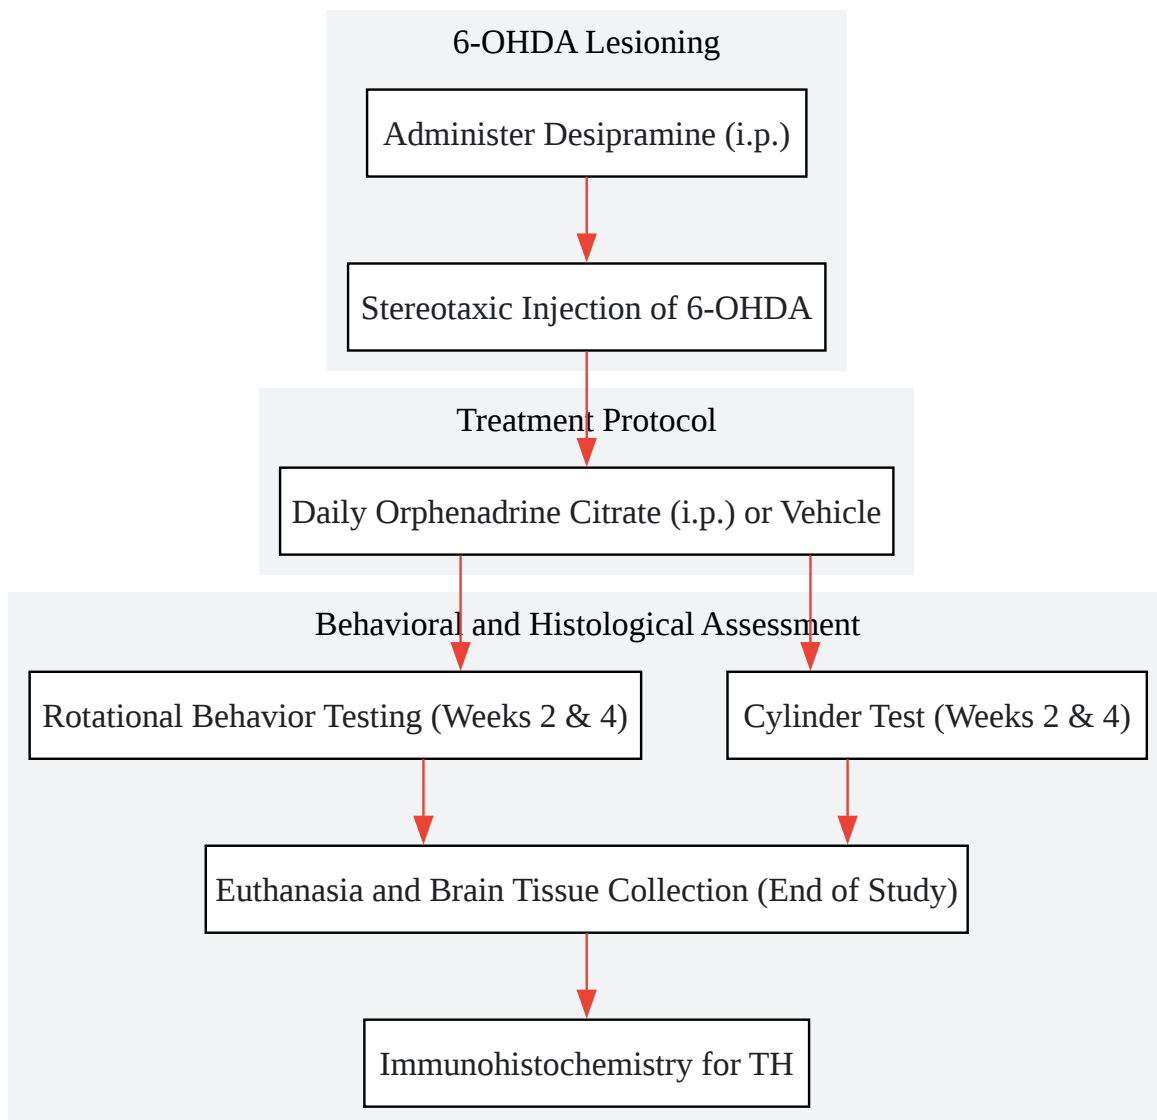 6-OHDA Lesioning
Administer Desipramine (i.p.)
Stereotaxic Injection of 6-OHDA
Treatment Protocol
Daily Orphenadrine Citrate (i.p.) or Vehicle
Behavioral and Histological Assessment
Rotational Behavior Testing (Weeks 2 & 4)
Cylinder Test (Weeks 2 & 4)
Euthanasia and Brain Tissue Collection (End of Study)
Immunohistochemistry for TH